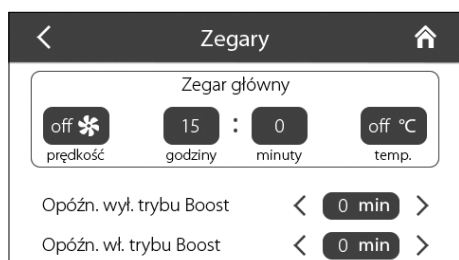 Zegary
Zegar główny
off 15 : 0 off °C
prędkość godziny minuty temp.
Opóźn. wył. trybu Boost 0 min
Opóźn. wł. trybu Boost 0 min